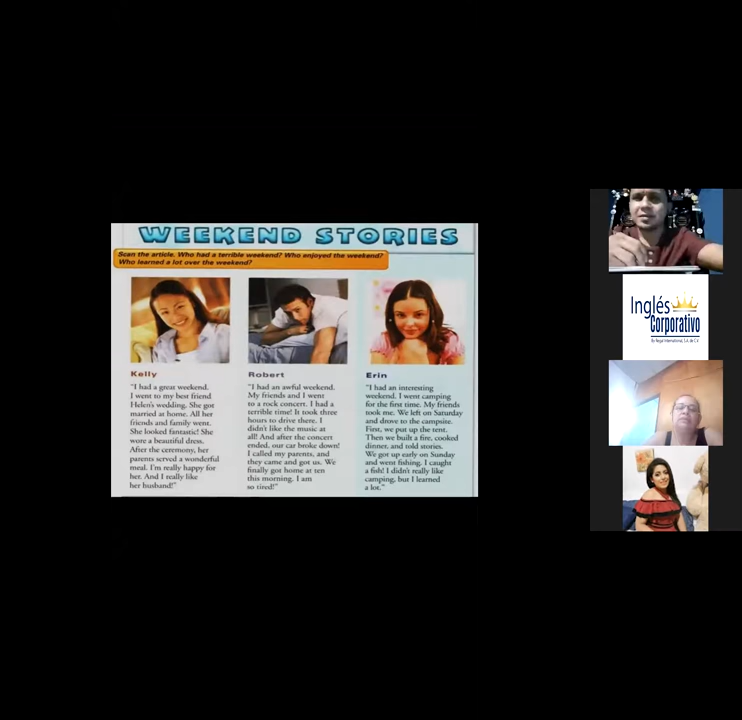 WEEKEND STORIES
Scan the article. Who had a terrible weekend? Who enjoyed the weekend?
Who learned a lot over the weekend?
Kelly
"I had a great weekend.
I went to my best friend
Helen's wedding. She got
married at home. All her
friends and family went.
She looked fantastic! She
wore a beautiful dress.
After the ceremony, her
parents served a wonderful
meal. I'm really happy for
her. And I really like
her husband!"
Robert
"I had an awful weekend.
My friends and I went
to a rock concert. I had a
terrible time! It took three
hours to drive there. I
didn't like the music at
all! And after the concert
ended, our car broke down!
I called my parents, and
they came and got us. We
finally got home at ten
this morning. I am
so tired!"
Erin
"I had an interesting
weekend. I went camping
for the first time. My friends
took me. We left on Saturday
and drove to the campsite.
First, we put up the tent.
Then we built a fire, cooked
dinner, and told stories.
We got up early on Sunday
and went fishing. I caught
a fish! I didn't really like
camping, but I learned
a lot."
Inglés
Corporativo
By Regal International, S.A. de C.V.